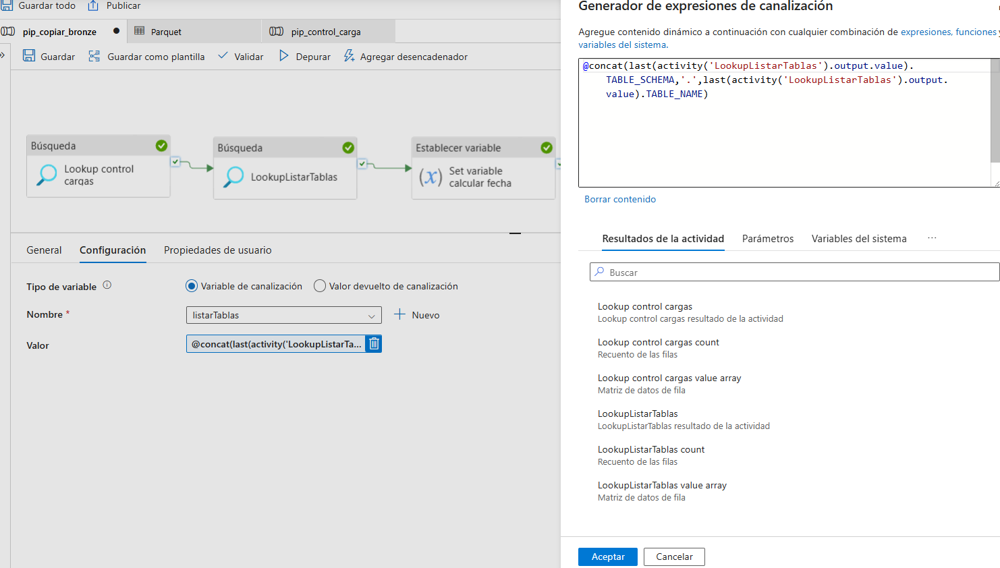 Guardar todo Publicar
pip_copiar_bronze Parquet pip_control_carga
Guardar Guardar como plantilla Validar Depurar Agregar desencadenador
Búsqueda
Lookup control
cargas
Búsqueda
LookupListarTablas
Establecer variable
(x) Set variable
calcular fecha
General Configuración Propiedades de usuario
Tipo de variable Variable de canalización Valor devuelto de canalización
Nombre * listarTablas Nuevo
Valor @concat(last(activity('LookupListarTa...
Generador de expresiones de canalización
Agregue contenido dinámico a continuación con cualquier combinación de expresiones, funciones y
variables del sistema.
@concat(last(activity('LookupListarTablas').output.value).
TABLE_SCHEMA,'.',last(activity('LookupListarTablas').output.
value).TABLE_NAME)
Borrar contenido
Resultados de la actividad Parámetros Variables del sistema ...
Buscar
Lookup control cargas
Lookup control cargas resultado de la actividad
Lookup control cargas count
Recuento de las filas
Lookup control cargas value array
Matriz de datos de fila
LookupListarTablas
LookupListarTablas resultado de la actividad
LookupListarTablas count
Recuento de las filas
LookupListarTablas value array
Matriz de datos de fila
Aceptar Cancelar